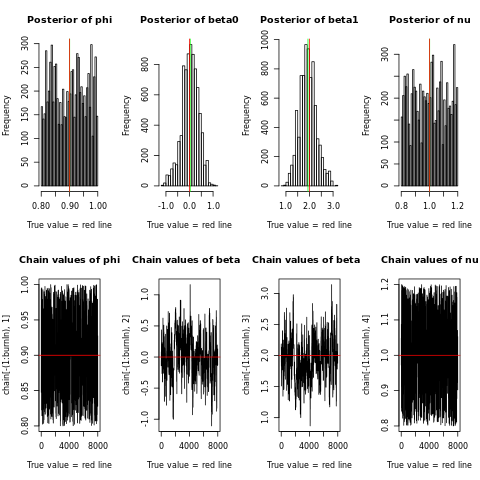 Posterior of phi
Posterior of beta0
Posterior of beta1
Posterior of nu
Frequency
0 50 100 150 200 250 300
0.80 0.90 1.00
True value = red line
Frequency
0 200 400 600 800
-1.0 0.0 1.0
True value = red line
Frequency
0 200 400 600 800 1000
1.0 2.0 3.0
True value = red line
Frequency
0 50 100 150 200 300
0.8 1.0 1.2
True value = red line
Chain values of phi
Chain values of beta
Chain values of beta
Chain values of nu
chain[-(1:burnIn), 1]
0.80 0.85 0.90 0.95 1.00
0 4000 8000
True value = red line
chain[-(1:burnIn), 2]
-1.0 -0.5 0.0 0.5 1.0
0 4000 8000
True value = red line
chain[-(1:burnIn), 3]
1.0 1.5 2.0 2.5 3.0
0 4000 8000
True value = red line
chain[-(1:burnIn), 4]
0.8 0.9 1.0 1.1 1.2
0 4000 8000
True value = red line